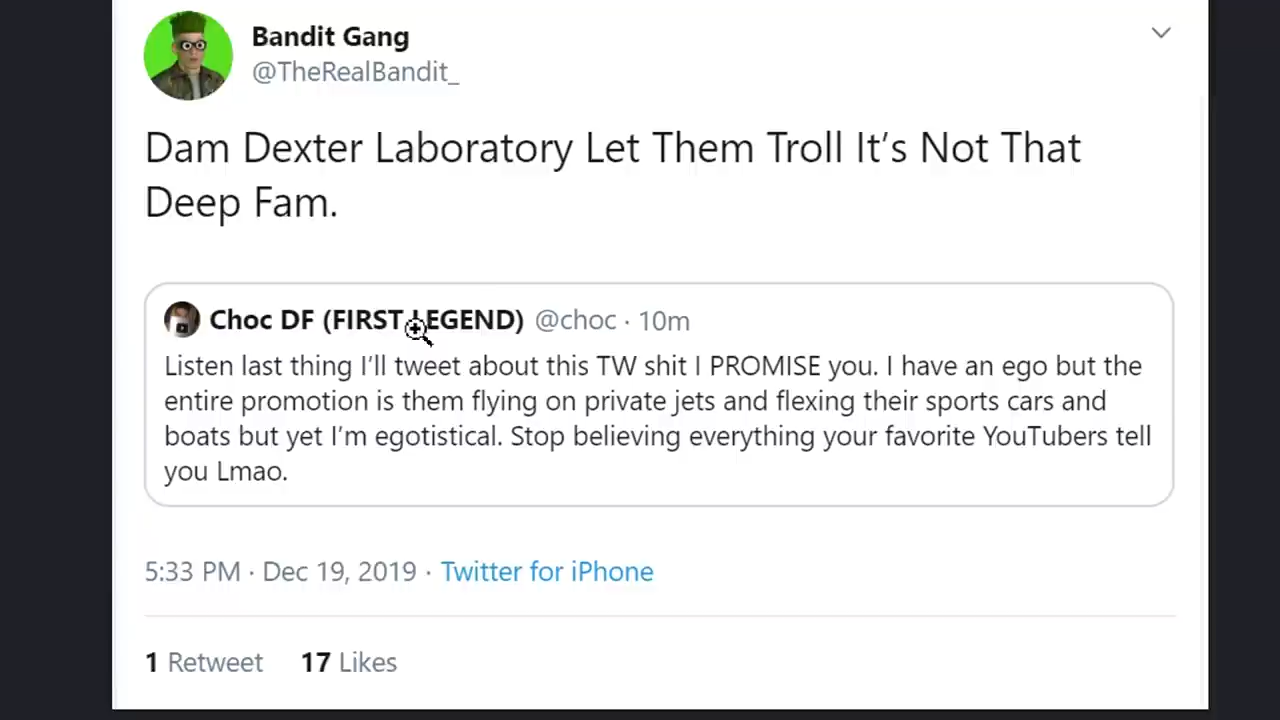 Bandit Gang
@TheRealBandit_
Dam Dexter Laboratory Let Them Troll It’s Not That
Deep Fam.
Choc DF (FIRST LEGEND) @choc · 10m
Listen last thing I’ll tweet about this TW shit I PROMISE you. I have an ego but the
entire promotion is them flying on private jets and flexing their sports cars and
boats but yet I’m egotistical. Stop believing everything your favorite YouTubers tell
you Lmao.
5:33 PM · Dec 19, 2019 · Twitter for iPhone
1 Retweet 17 Likes